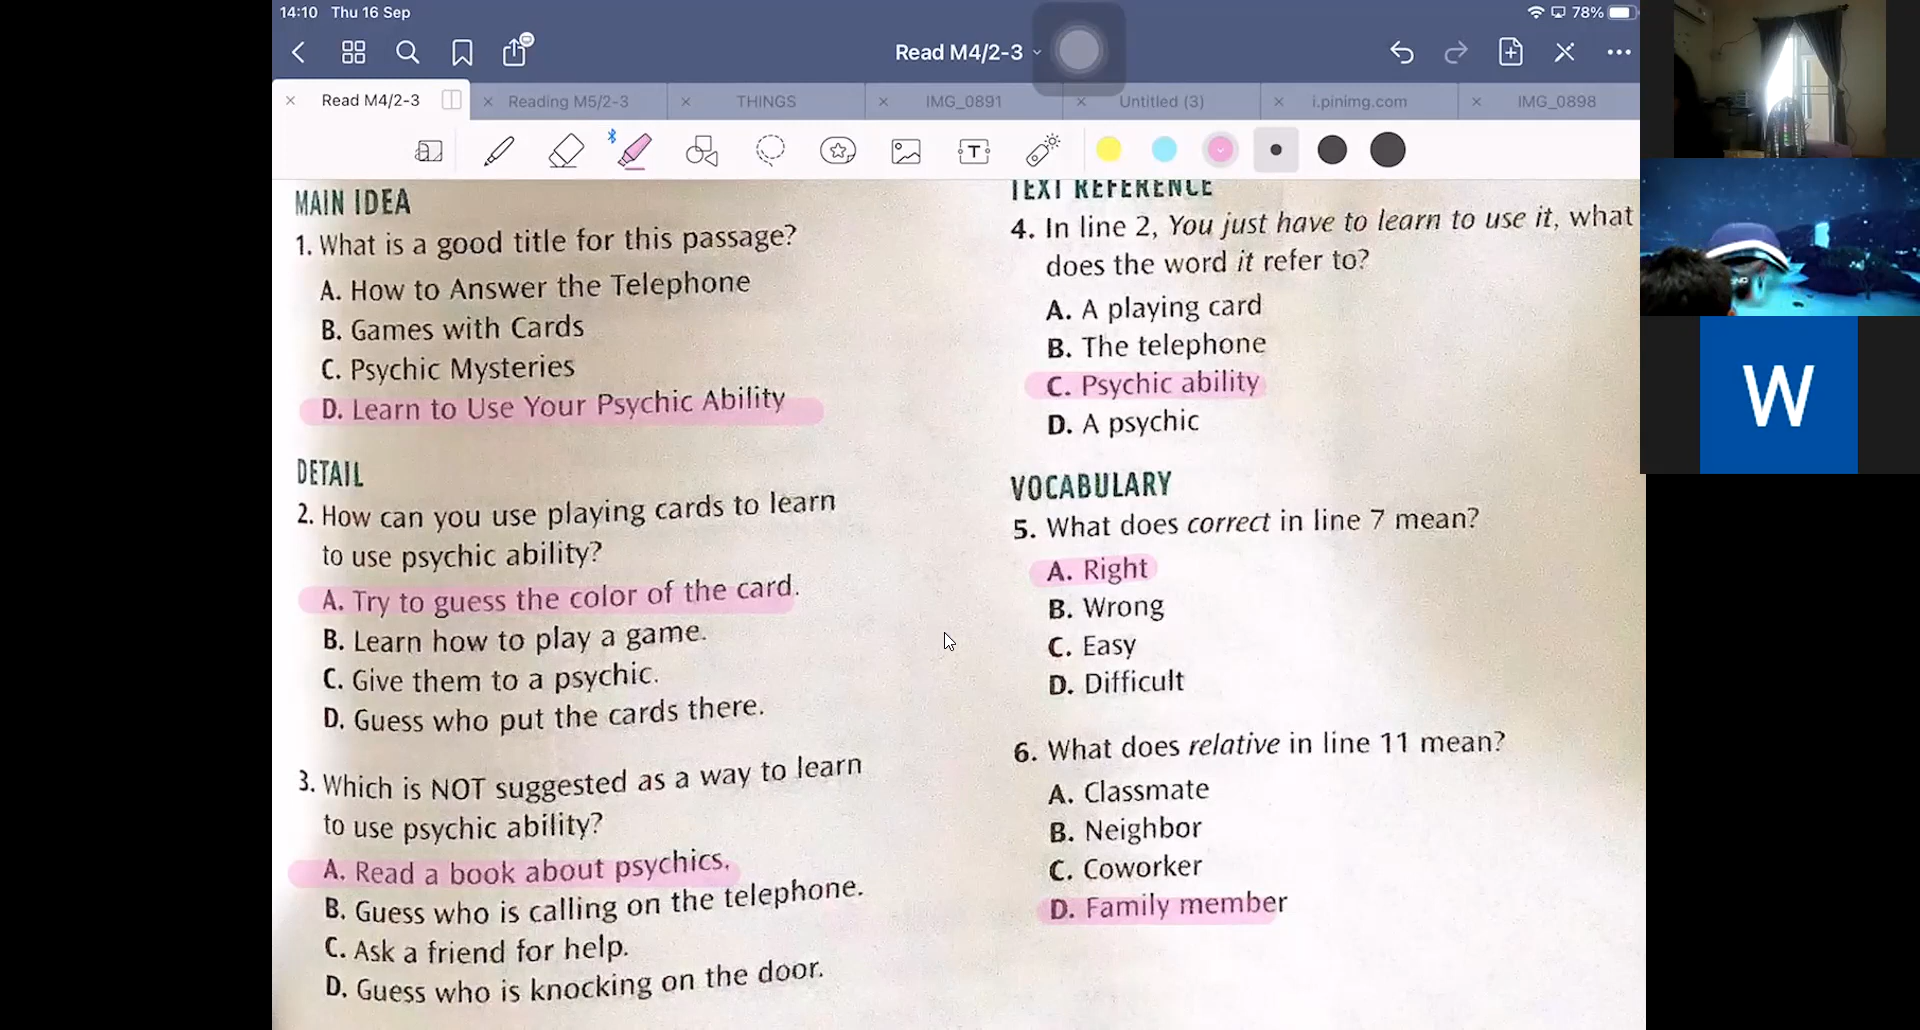 14:10 Thu 16 Sep
78%
Read M4/2-3
Read M4/2-3
Reading M5/2-3
THINGS
IMG_0891
Untitled (3)
i.pinimg.com
IMG_0898
MAIN IDEA
1. What is a good title for this passage?
A. How to Answer the Telephone
B. Games with Cards
C. Psychic Mysteries
D. Learn to Use Your Psychic Ability
DETAIL
2. How can you use playing cards to learn
to use psychic ability?
A. Try to guess the color of the card.
B. Learn how to play a game.
C. Give them to a psychic.
D. Guess who put the cards there.
3. Which is NOT suggested as a way to learn
to use psychic ability?
A. Read a book about psychics.
B. Guess who is calling on the telephone.
C. Ask a friend for help.
D. Guess who is knocking on the door.
TEXT REFERENCE
4. In line 2, You just have to learn to use it, what
does the word it refer to?
A. A playing card
B. The telephone
C. Psychic ability
D. A psychic
VOCABULARY
5. What does correct in line 7 mean?
A. Right
B. Wrong
C. Easy
D. Difficult
6. What does relative in line 11 mean?
A. Classmate
B. Neighbor
C. Coworker
D. Family member
W